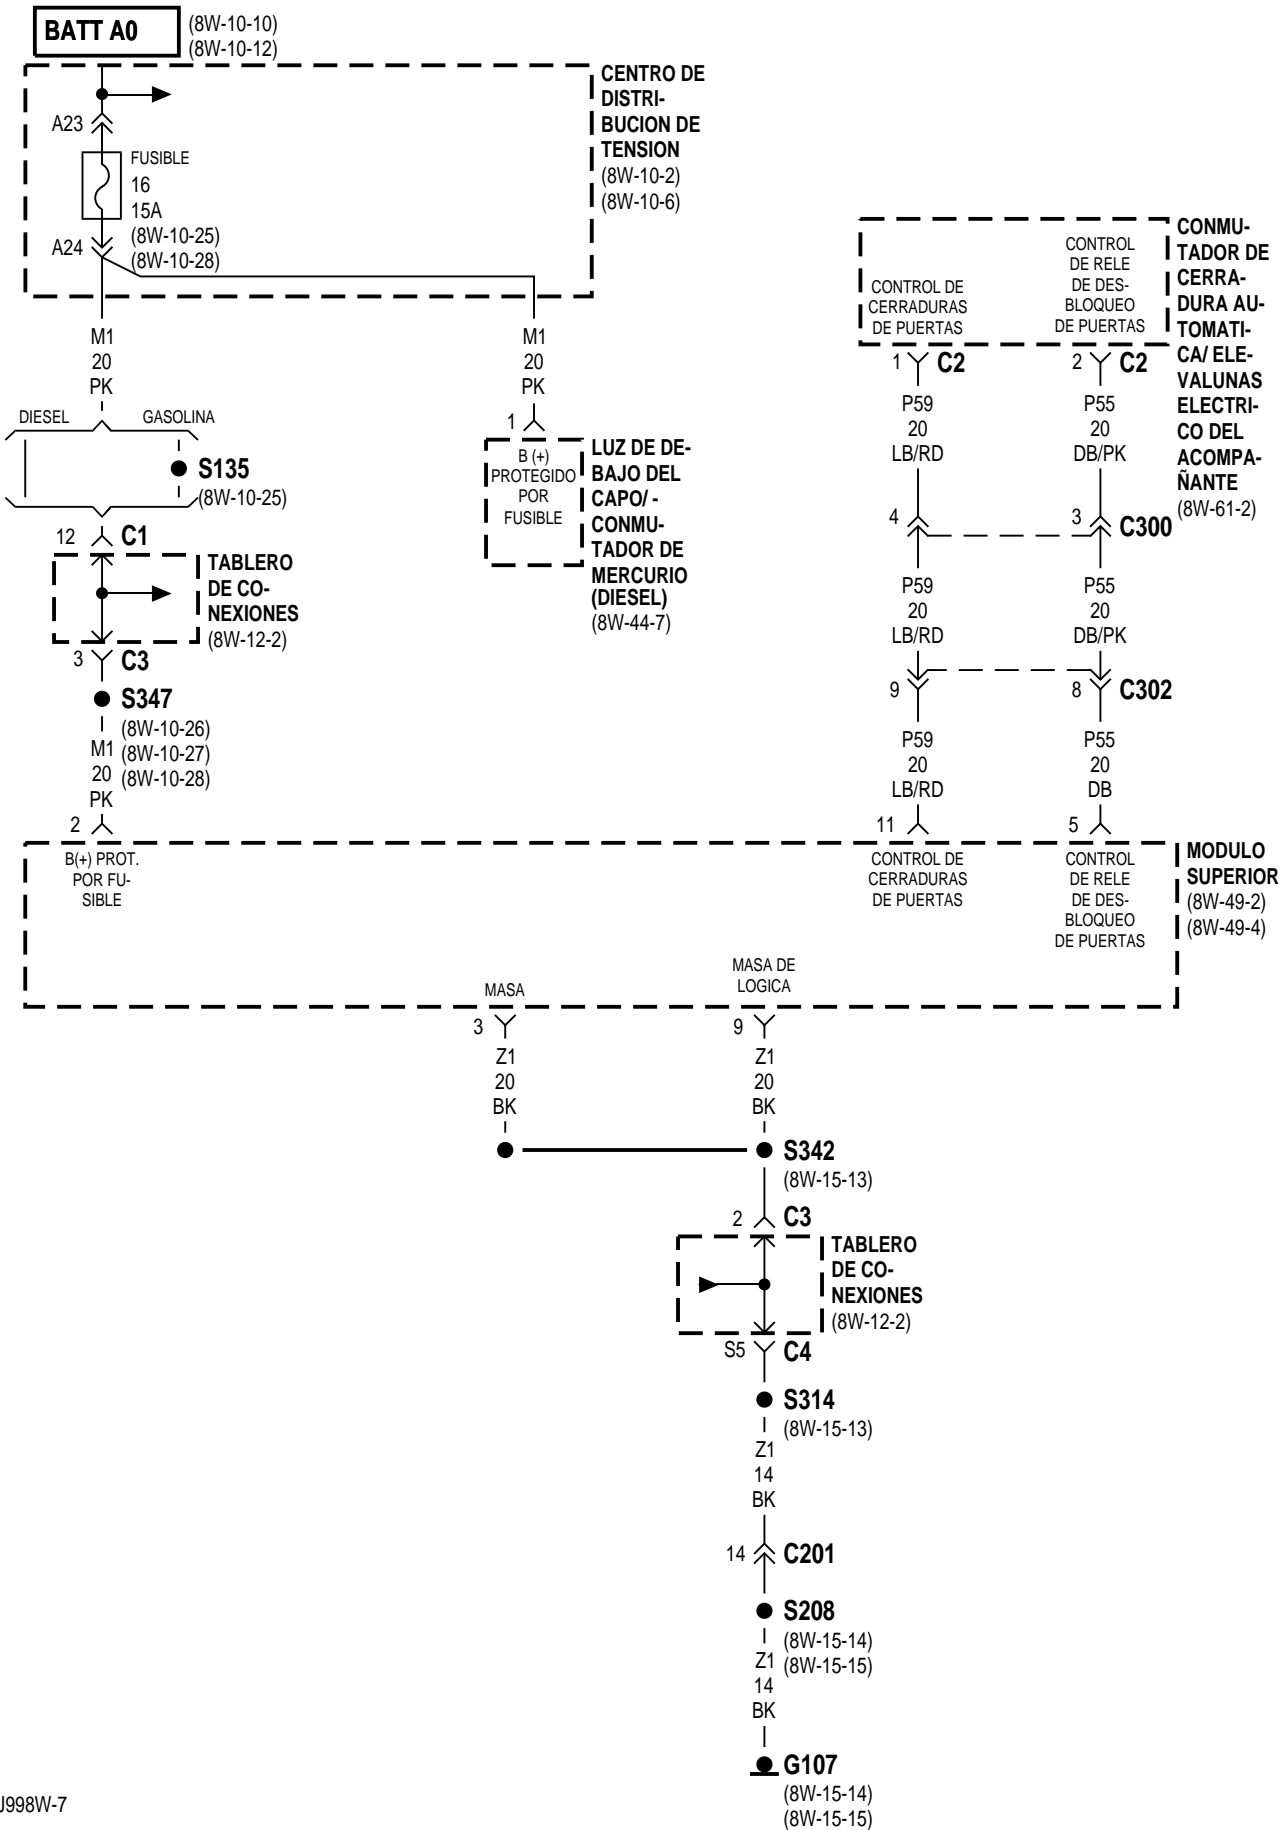 BATT A0
(8W-10-10)
(8W-10-12)
CENTRO DE
DISTRI-
BUCION DE
TENSION
(8W-10-2)
(8W-10-6)
A23
FUSIBLE
16
15A
(8W-10-25)
(8W-10-28)
A24
M1
20
PK
DIESEL
GASOLINA
S135
(8W-10-25)
12
C1
TABLERO
DE CO-
NEXIONES
(8W-12-2)
3
C3
S347
(8W-10-26)
(8W-10-27)
(8W-10-28)
M1
20
PK
2
M1
20
PK
1
B (+)
PROTEGIDO
POR
FUSIBLE
LUZ DE DE-
BAJO DEL
CAPO/ -
CONMU-
TADOR DE
MERCURIO
(DIESEL)
(8W-44-7)
CONTROL DE
CERRADURAS
DE PUERTAS
CONTROL
DE RELE
DE DES-
BLOQUEO
DE PUERTAS
CONMU-
TADOR DE
CERRA-
DURA AU-
TOMATI-
CA/ ELE-
VALUNAS
ELECTRI-
CO DEL
ACOMPA-
ÑANTE
(8W-61-2)
1
C2
2
C2
P59
20
LB/RD
P55
20
DB/PK
4
3
C300
P59
20
LB/RD
P55
20
DB/PK
9
8
C302
P59
20
LB/RD
P55
20
DB
11
5
B(+) PROT.
POR FU-
SIBLE
CONTROL DE
CERRADURAS
DE PUERTAS
CONTROL
DE RELE
DE DES-
BLOQUEO
DE PUERTAS
MODULO
SUPERIOR
(8W-49-2)
(8W-49-4)
MASA
MASA DE
LOGICA
3
9
Z1
20
BK
Z1
20
BK
S342
(8W-15-13)
2
C3
TABLERO
DE CO-
NEXIONES
(8W-12-2)
S5
C4
S314
(8W-15-13)
Z1
14
BK
14
C201
S208
(8W-15-14)
(8W-15-15)
Z1
14
BK
G107
(8W-15-14)
(8W-15-15)
J998W-7